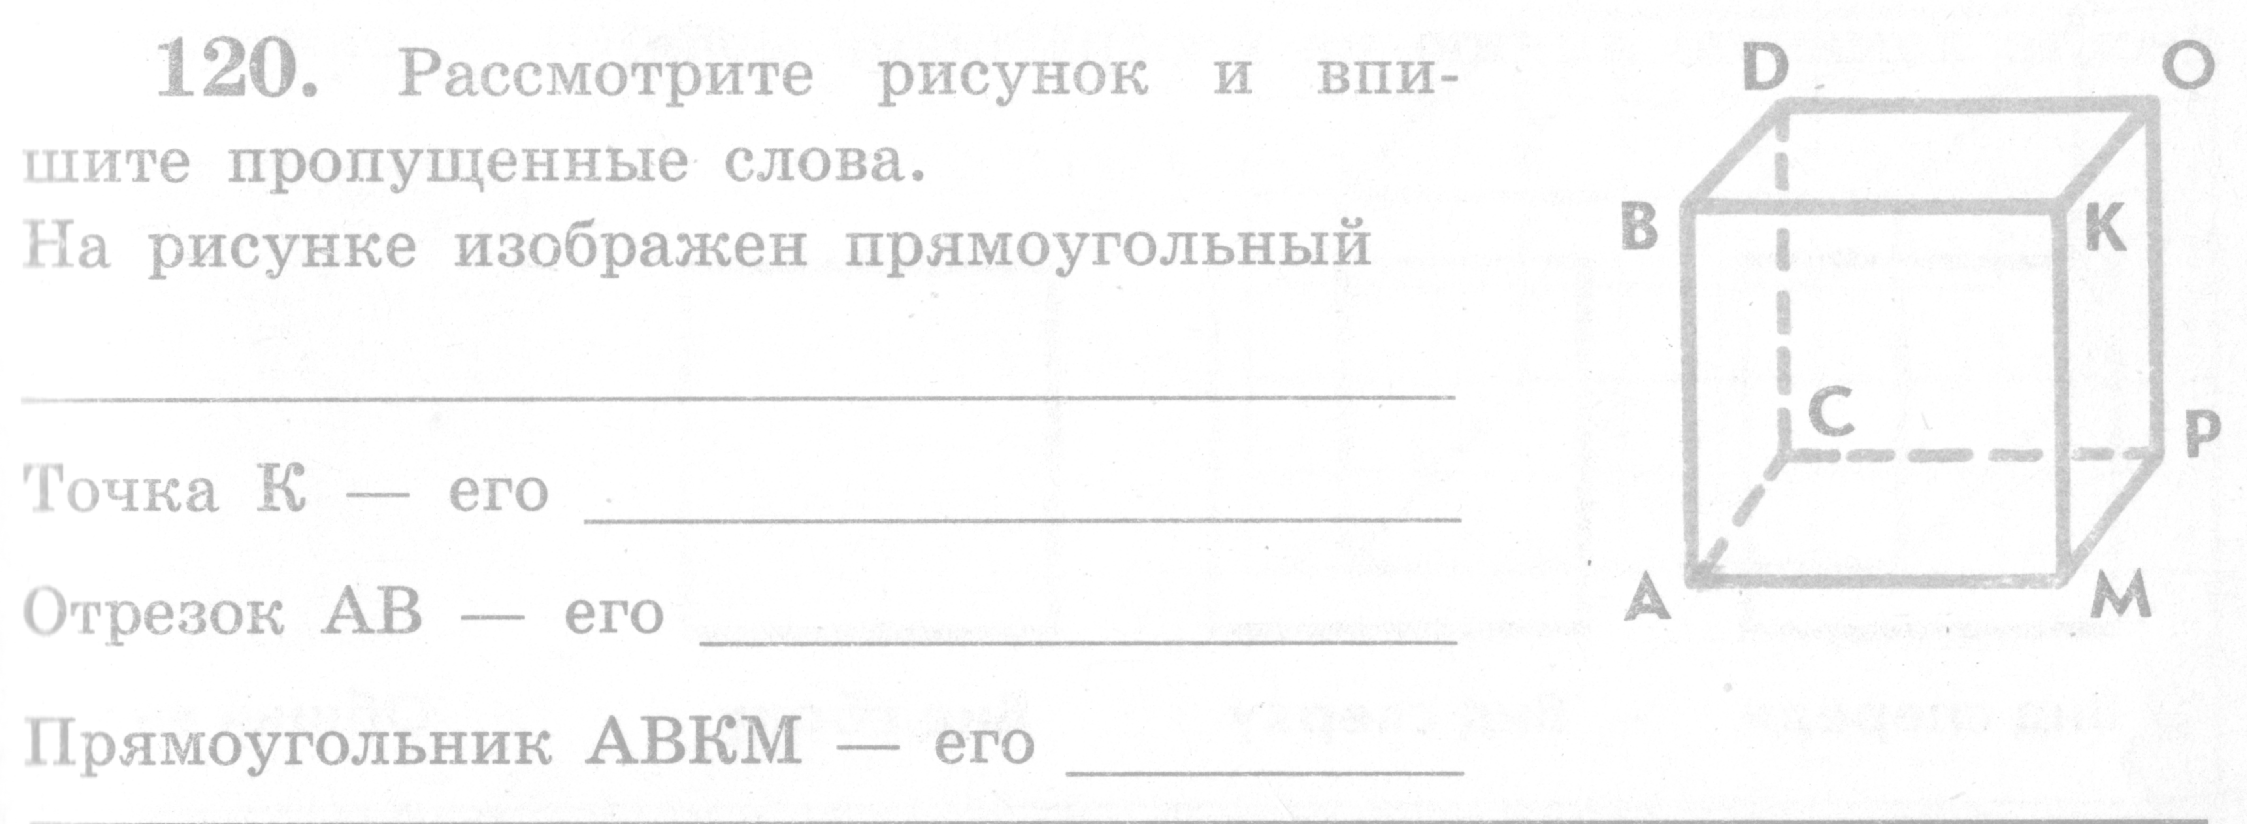 120. Рассмотрите рисунок и впи-
шите пропущенные слова.
На рисунке изображен прямоугольный
Точка К — его
Отрезок АВ — его
Прямоугольник АВКМ — его
D O
B K
C P
A M